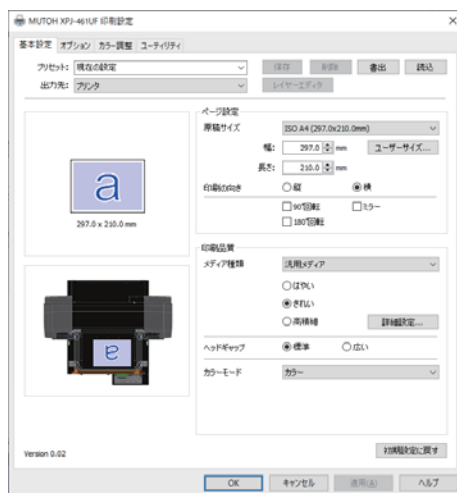 MUTOH XPJ-461UF 印刷設定
基本設定 オプション カラー調整 ユーティリティ
プリセット: 現在の設定 保存 削除 書出 読込
出力先: プリンタ レイヤーエディタ
a
297.0 x 210.0 mm
ページ設定
原稿サイズ ISO A4 (297.0x210.0mm)
幅: 297.0 mm ユーザーサイズ...
長さ: 210.0 mm
印刷の向き 縦 横
90°回転 ミラー
180°回転
印刷品質
メディア種類 汎用メディア
はやい
きれい
高精細 詳細設定...
ヘッドギャップ 標準 広い
カラーモード カラー
a
Version 0.02
初期設定に戻す
OK キャンセル 適用(A) ヘルプ